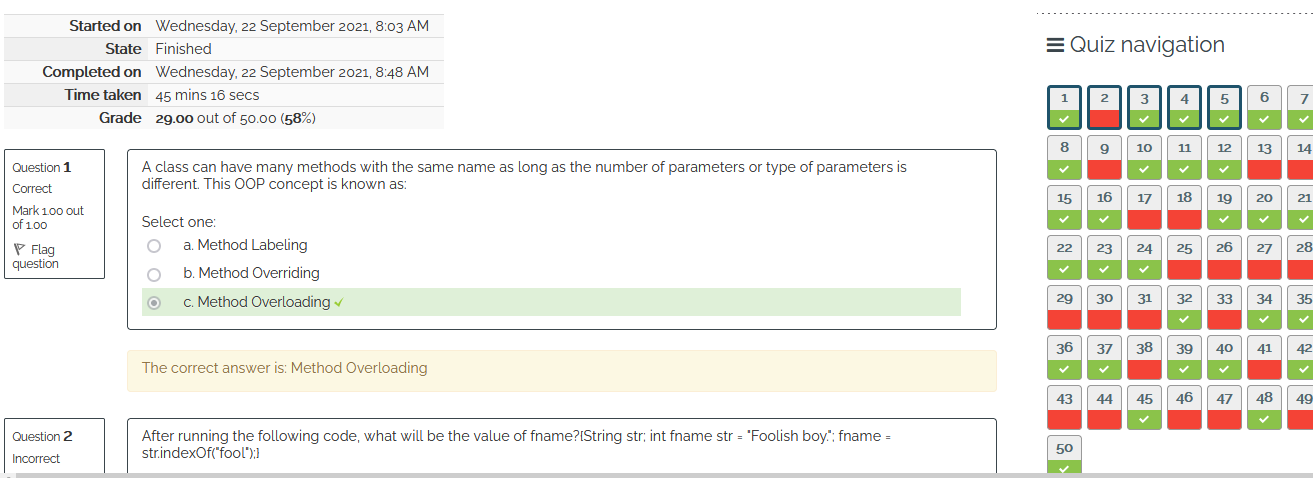 Started on Wednesday, 22 September 2021, 8:03 AM
State Finished
Completed on Wednesday, 22 September 2021, 8:48 AM
Time taken 45 mins 16 secs
Grade 29.00 out of 50.00 (58%)
Question 1
Correct
Mark 1.00 out
of 1.00
Flag
question
A class can have many methods with the same name as long as the number of parameters or type of parameters is
different. This OOP concept is known as:
Select one:
a. Method Labeling
b. Method Overriding
c. Method Overloading
The correct answer is: Method Overloading
Question 2
Incorrect
After running the following code, what will be the value of fname?{String str; int fname str = "Foolish boy."; fname =
str.indexOf("fool");}
Quiz navigation
1 2 3 4 5 6 7
8 9 10 11 12 13 14
15 16 17 18 19 20 21
22 23 24 25 26 27 28
29 30 31 32 33 34 35
36 37 38 39 40 41 42
43 44 45 46 47 48 49
50